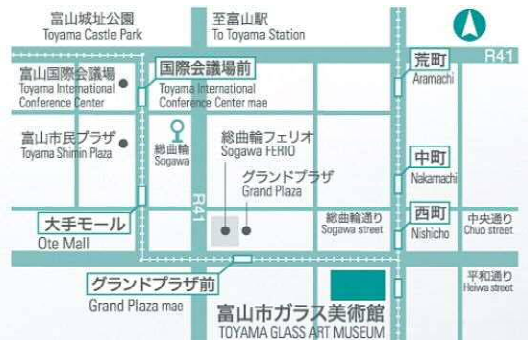 富山城址公園
Toyama Castle Park
至富山駅
To Toyama Station
R41
荒町
Aramachi
富山国際会議場
Toyama International
Conference Center
国際会議場前
Toyama International
Conference Center mae
富山市民プラザ
Toyama Shimin Plaza
総曲輪
Sogawa
総曲輪フェリオ
Sogawa FERIO
グランドプラザ
Grand Plaza
中町
Nakamachi
R41
大手モール
Ote Mall
総曲輪通り
Sogawa street
西町
Nishicho
中央通り
Chuo street
グランドプラザ前
Grand Plaza mae
平和通り
Heiwa street
富山市ガラス美術館
TOYAMA GLASS ART MUSEUM